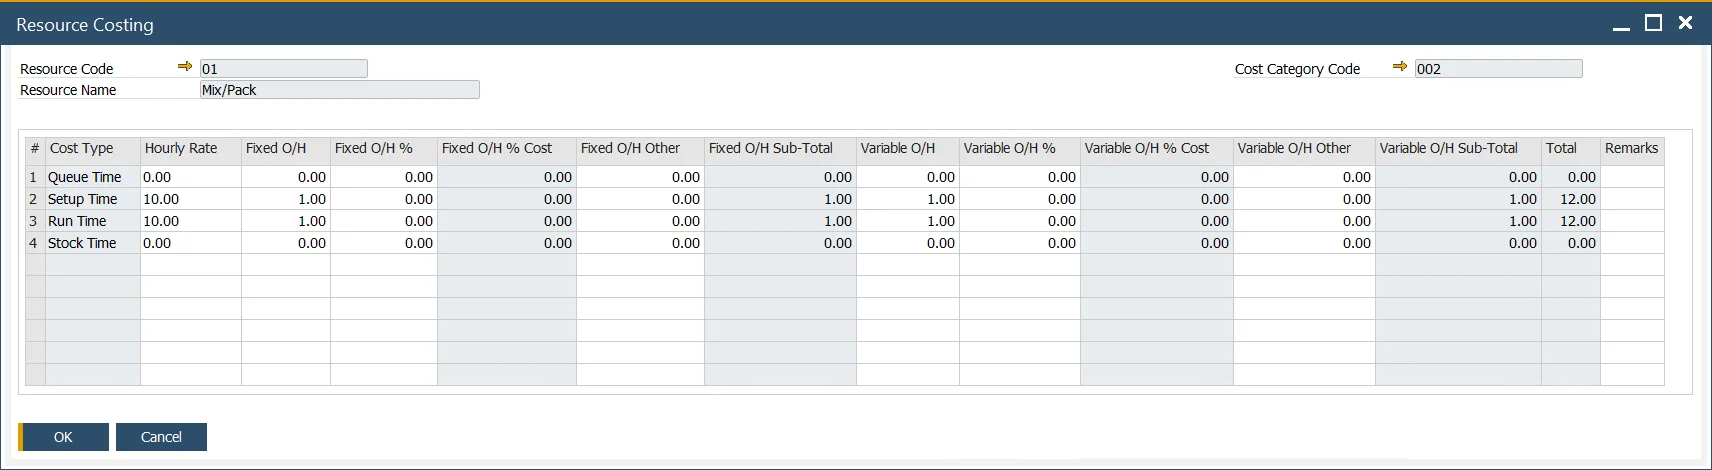 Resource Costing
Resource Code 01 Cost Category Code 002
Resource Name Mix/Pack
# Cost Type Hourly Rate Fixed O/H Fixed O/H % Fixed O/H % Cost Fixed O/H Other Fixed O/H Sub-Total Variable O/H Variable O/H % Variable O/H % Cost Variable O/H Other Variable O/H Sub-Total Total Remarks
1 Queue Time 0.00 0.00 0.00 0.00 0.00 0.00 0.00 0.00 0.00 0.00 0.00 0.00
2 Setup Time 10.00 1.00 0.00 0.00 0.00 1.00 1.00 0.00 0.00 0.00 1.00 12.00
3 Run Time 10.00 1.00 0.00 0.00 0.00 1.00 1.00 0.00 0.00 0.00 1.00 12.00
4 Stock Time 0.00 0.00 0.00 0.00 0.00 0.00 0.00 0.00 0.00 0.00 0.00 0.00
OK Cancel